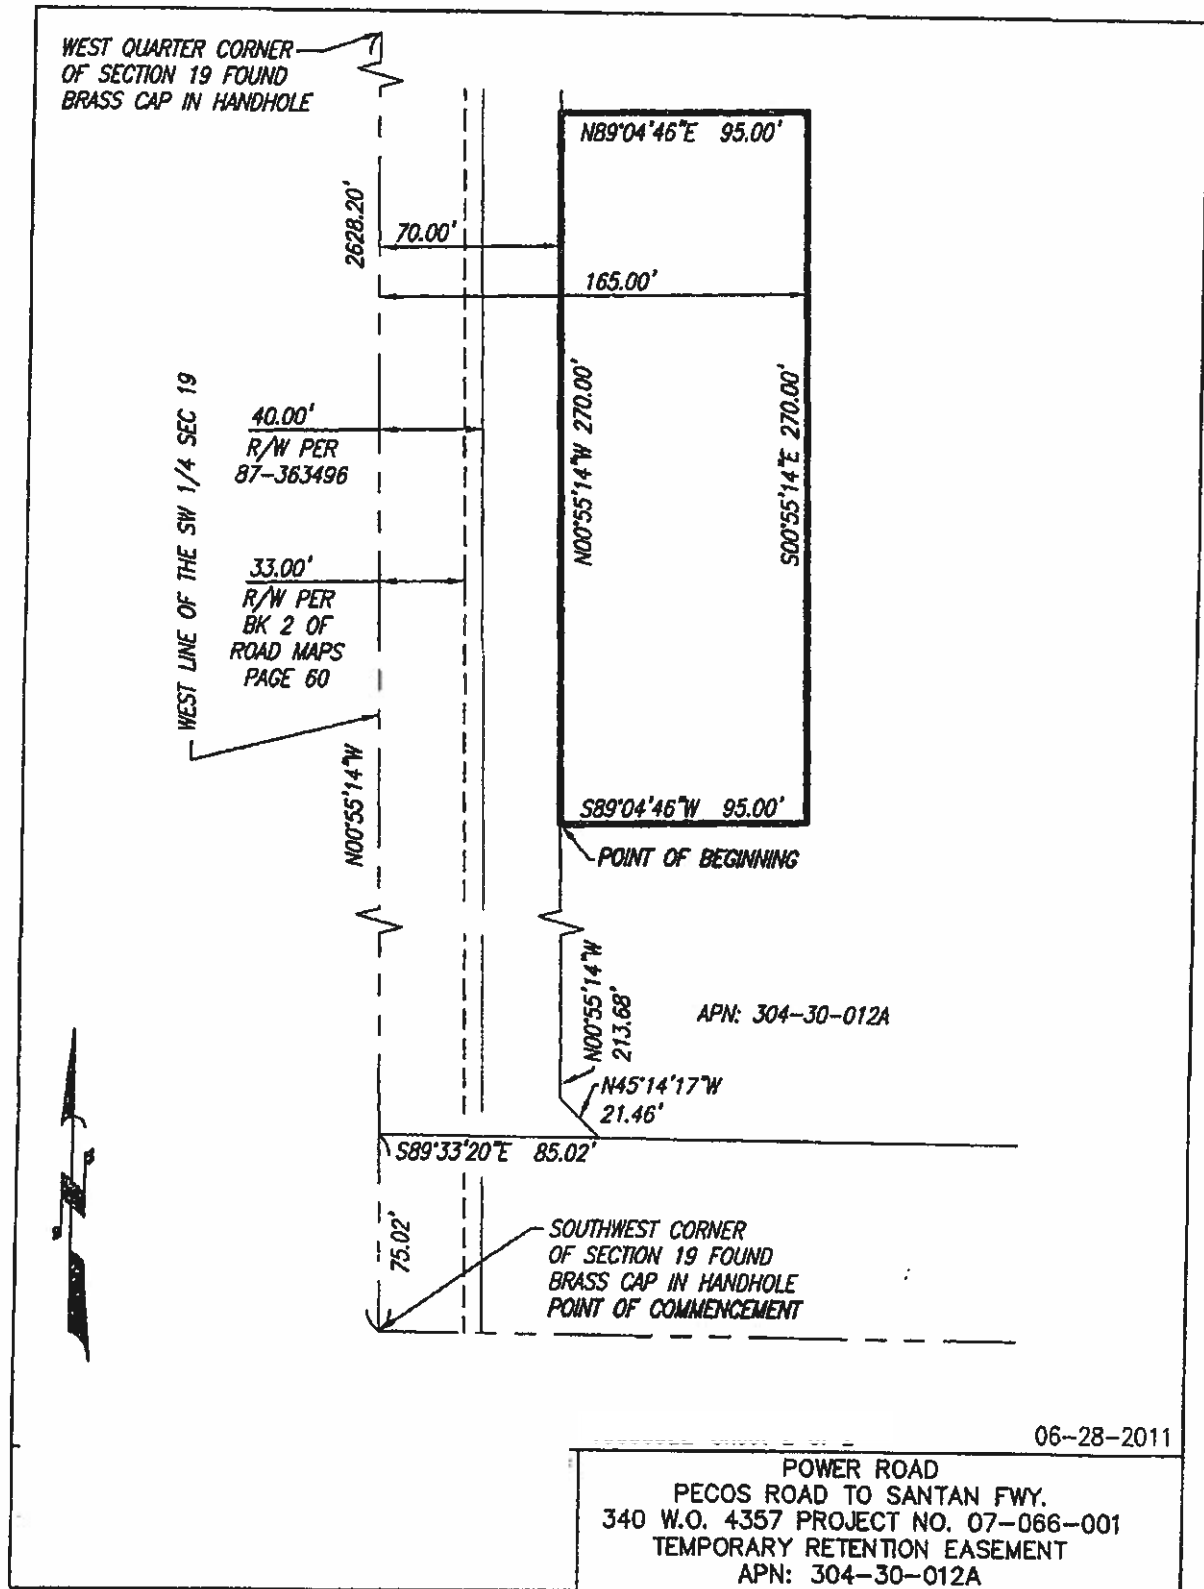 WEST QUARTER CORNER
OF SECTION 19 FOUND
BRASS CAP IN HANDHOLE
N89°04'46"E 95.00'
2628.20'
70.00'
165.00'
WEST LINE OF THE SW 1/4 SEC 19
40.00'
R/W PER
87-363496
N00°55'14"W 270.00'
S00°55'14"E 270.00'
33.00'
R/W PER
BK 2 OF
ROAD MAPS
PAGE 60
N00°55'14"W
S89°04'46"W 95.00'
POINT OF BEGINNING
N00°55'14"W
213.68'
APN: 304-30-012A
N45°14'17"W
21.46'
S89°33'20"E 85.02'
75.02'
SOUTHWEST CORNER
OF SECTION 19 FOUND
BRASS CAP IN HANDHOLE
POINT OF COMMENCEMENT
06-28-2011
POWER ROAD
PECOS ROAD TO SANTAN FWY.
340 W.O. 4357 PROJECT NO. 07-066-001
TEMPORARY RETENTION EASEMENT
APN: 304-30-012A